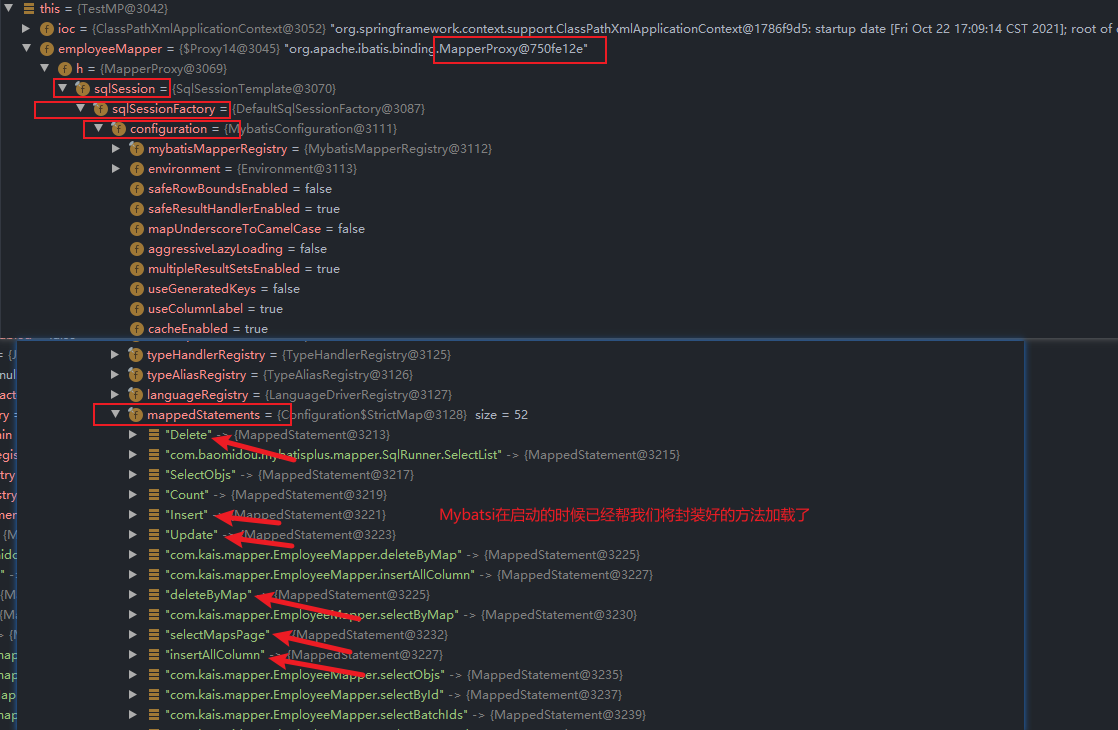 this = {TestMP@3042}
ioc = {ClassPathXmlApplicationContext@3052} "org.springframework.context.support.ClassPathXmlApplicationContext@1786f9d5: startup date [Fri Oct 22 17:09:14 CST 2021]; root of
employeeMapper = {$Proxy14@3045} "org.apache.ibatis.binding.MapperProxy@750fe12e"
h = {MapperProxy@3069}
sqlSession = {SqlSessionTemplate@3070}
sqlSessionFactory = {DefaultSqlSessionFactory@3087}
configuration = {MybatisConfiguration@3111}
mybatisMapperRegistry = {MybatisMapperRegistry@3112}
environment = {Environment@3113}
safeRowBoundsEnabled = false
safeResultHandlerEnabled = true
mapUnderscoreToCamelCase = false
aggressiveLazyLoading = false
multipleResultSetsEnabled = true
useGeneratedKeys = false
useColumnLabel = true
cacheEnabled = true
typeHandlerRegistry = {TypeHandlerRegistry@3125}
typeAliasRegistry = {TypeAliasRegistry@3126}
languageRegistry = {LanguageDriverRegistry@3127}
mappedStatements = {Configuration$StrictMap@3128} size = 52
"Delete" -> {MappedStatement@3213}
"com.baomidou.mybatisplus.mapper.SqlRunner.SelectList" -> {MappedStatement@3215}
"SelectObjs" -> {MappedStatement@3217}
"Count" -> {MappedStatement@3219}
"Insert" -> {MappedStatement@3221}
Mybatsi在启动的时候已经帮我们将封装好的方法加载了
"Update" -> {MappedStatement@3223}
"com.kais.mapper.EmployeeMapper.deleteByMap" -> {MappedStatement@3225}
"com.kais.mapper.EmployeeMapper.insertAllColumn" -> {MappedStatement@3227}
"deleteByMap" -> {MappedStatement@3225}
"com.kais.mapper.EmployeeMapper.selectByMap" -> {MappedStatement@3230}
"selectMapsPage" -> {MappedStatement@3232}
"insertAllColumn" -> {MappedStatement@3227}
"com.kais.mapper.EmployeeMapper.selectObjs" -> {MappedStatement@3235}
"com.kais.mapper.EmployeeMapper.selectById" -> {MappedStatement@3237}
"com.kais.mapper.EmployeeMapper.selectBatchIds" -> {MappedStatement@3239}